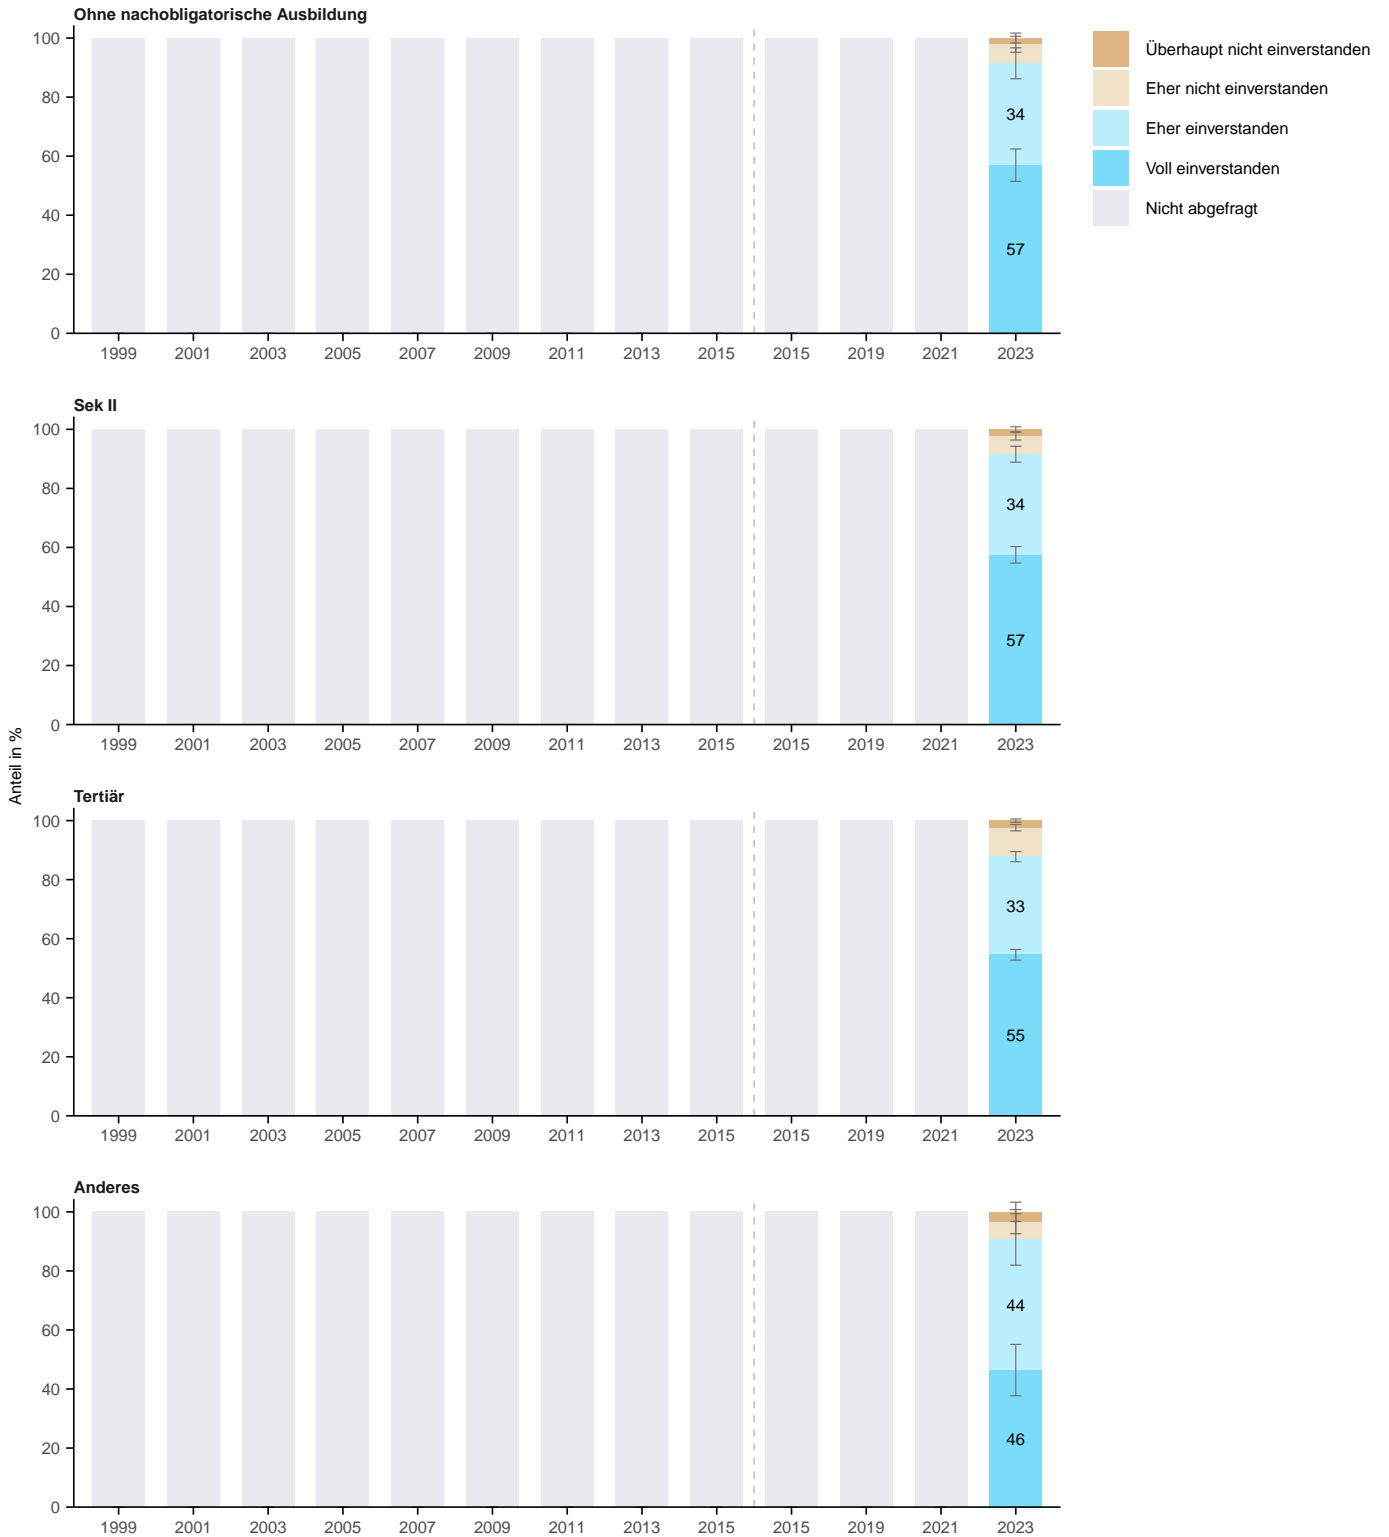 Ohne nachobligatorische Ausbildung
100
80
60
40
20
0
34
57
1999 2001 2003 2005 2007 2009 2011 2013 2015 2015 2019 2021 2023
Überhaupt nicht einverstanden
Eher nicht einverstanden
Eher einverstanden
Voll einverstanden
Nicht abgefragt
Sek II
100
80
60
40
20
0
34
57
1999 2001 2003 2005 2007 2009 2011 2013 2015 2015 2019 2021 2023
Anteil in %
Tertiär
100
80
60
40
20
0
33
55
1999 2001 2003 2005 2007 2009 2011 2013 2015 2015 2019 2021 2023
Anderes
100
80
60
40
20
0
44
46
1999 2001 2003 2005 2007 2009 2011 2013 2015 2015 2019 2021 2023